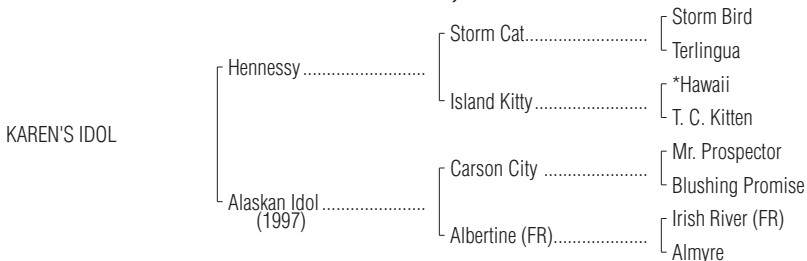 Storm Bird
Storm Cat..............................
Terlingua
Hennessy ..........................
*Hawaii
Island Kitty............................
T. C. Kitten
KAREN'S IDOL
Mr. Prospector
Carson City ..........................
Blushing Promise
Alaskan Idol ......................
(1997)
Irish River (FR)
Albertine (FR)........................
Almyre